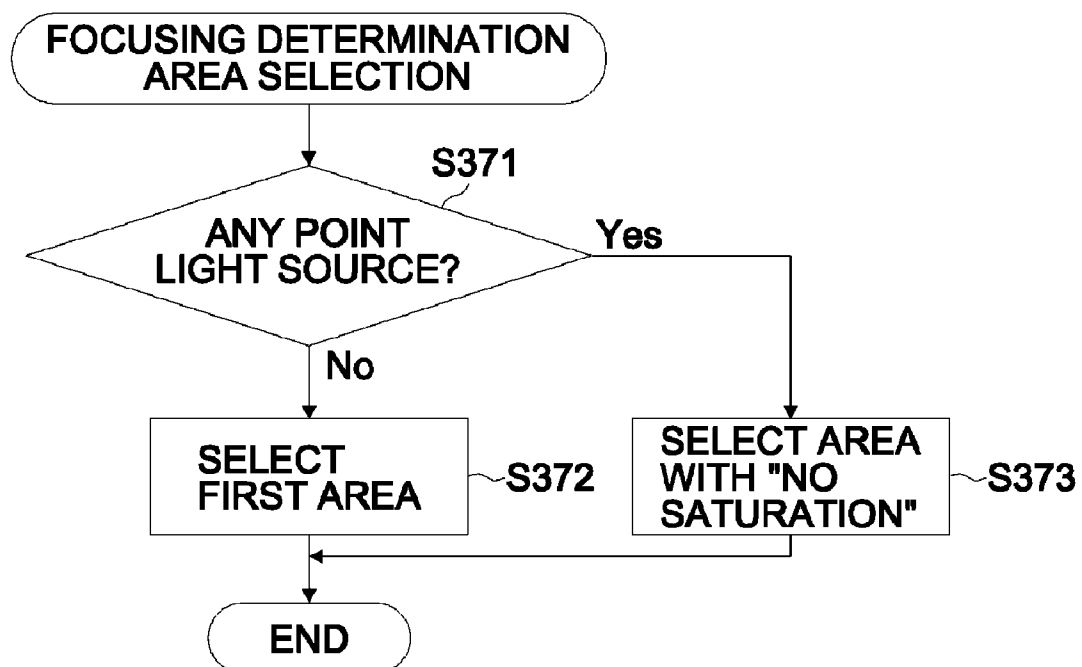 FOCUSING DETERMINATION
AREA SELECTION
S371
ANY POINT
LIGHT SOURCE?
Yes
No
SELECT
FIRST AREA
S372
SELECT AREA
WITH "NO
SATURATION"
S373
END